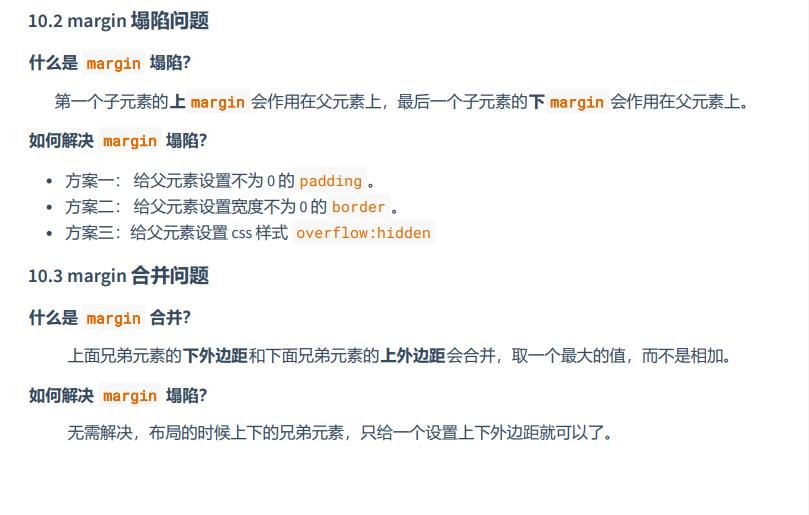 10.2 margin 塌陷问题
什么是 margin 塌陷？
第一个子元素的上 margin 会作用在父元素上，最后一个子元素的下 margin 会作用在父元素上。
如何解决 margin 塌陷？
• 方案一： 给父元素设置不为 0 的 padding 。
• 方案二： 给父元素设置宽度不为 0 的 border 。
• 方案三：给父元素设置 css 样式 overflow:hidden
10.3 margin 合并问题
什么是 margin 合并？
上面兄弟元素的下外边距和下面兄弟元素的上外边距会合并，取一个最大的值，而不是相加。
如何解决 margin 塌陷？
无需解决，布局的时候上下的兄弟元素，只给一个设置上下外边距就可以了。